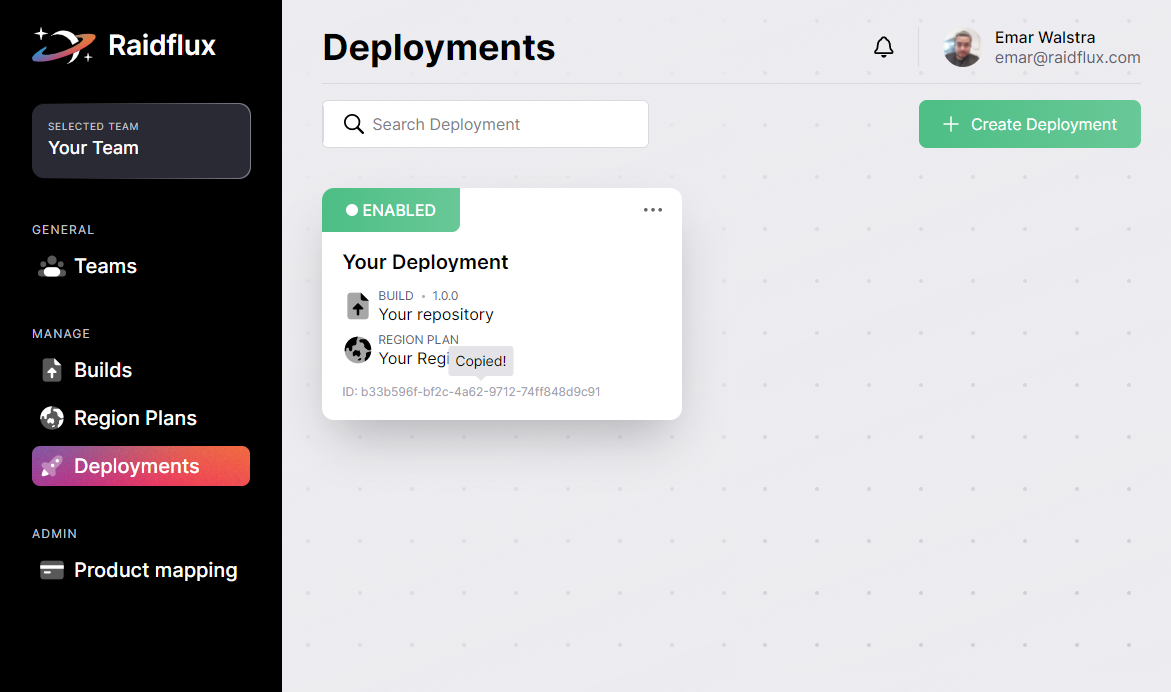 Raidflux
SELECTED TEAM
Your Team
GENERAL
Teams
MANAGE
Builds
Region Plans
Deployments
ADMIN
Product mapping
Deployments
Emar Walstra
emar@raidflux.com
Search Deployment
Create Deployment
ENABLED
Your Deployment
BUILD • 1.0.0
Your repository
REGION PLAN
Your Regi
Copied!
ID: b33b596f-bf2c-4a62-9712-74ff848d9c91